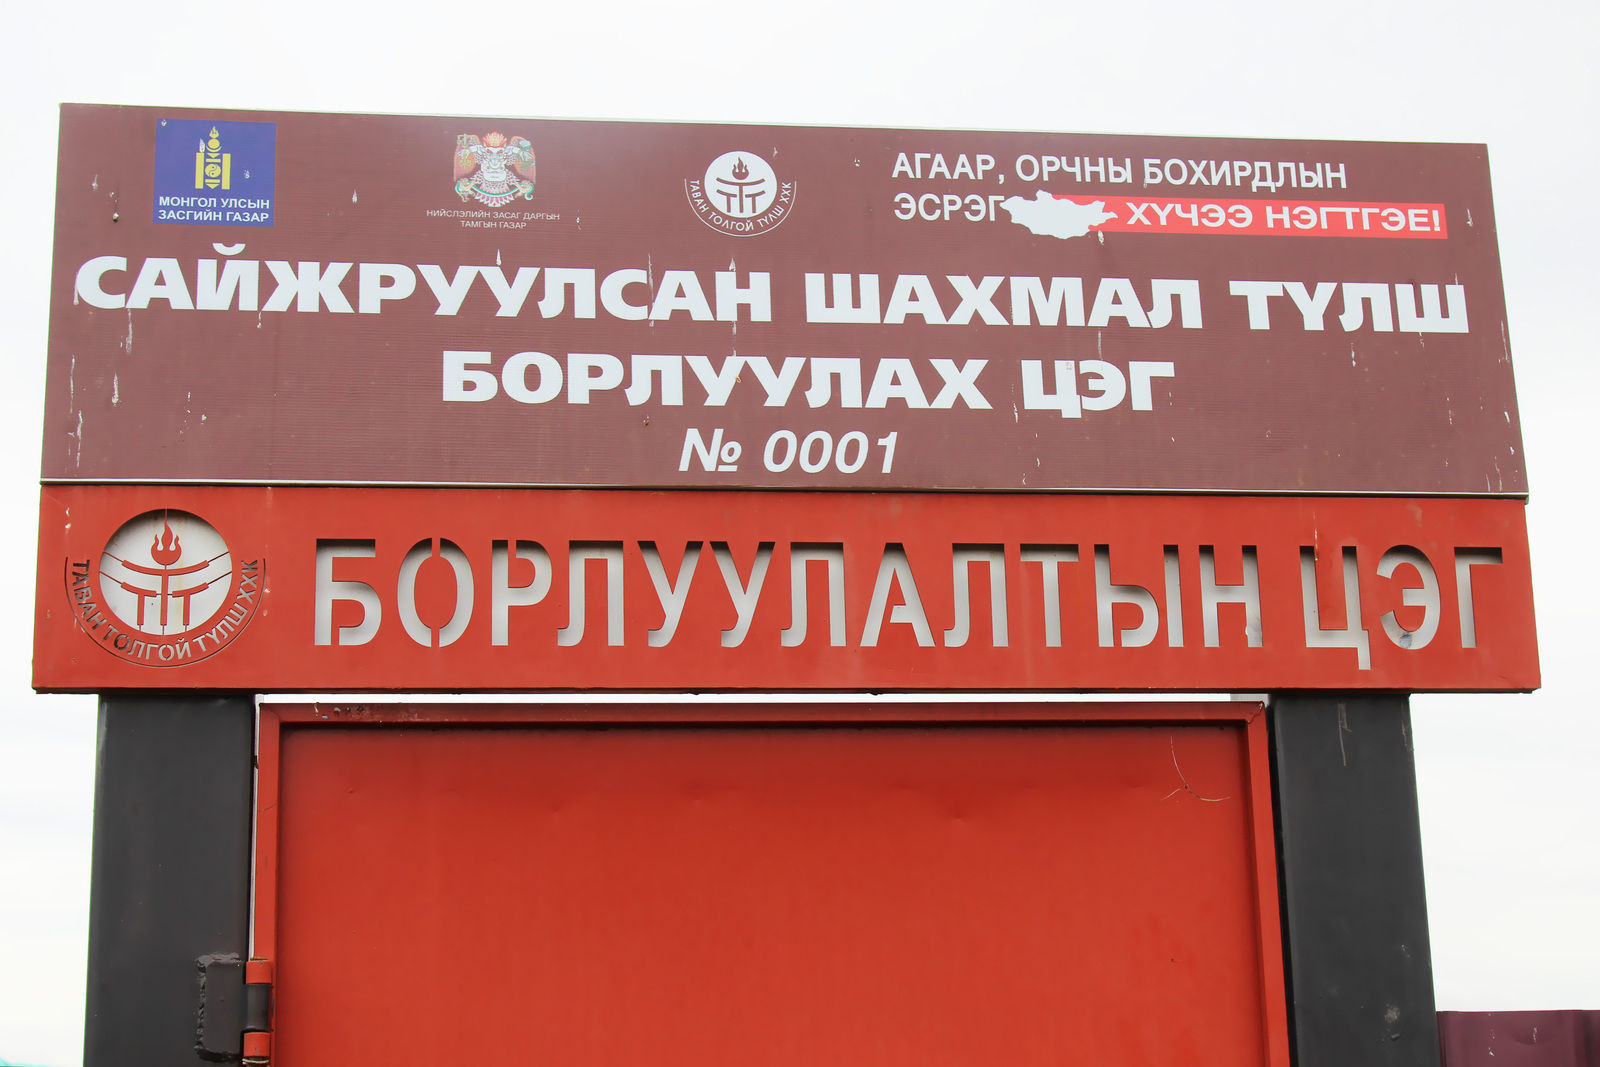 МОНГОЛ УЛСЫН
ЗАСГИЙН ГАЗАР
НИЙСЛЭЛИЙН ЗАСАГ ДАРГЫН
ТАМГЫН ГАЗАР
ТАВАН ТОЛГОЙ ТҮЛШ ХХК
АГААР, ОРЧНЫ БОХИРДЛЫН
ЭСРЭГ ХҮЧЭЭ НЭГТГЭЕ!
САЙЖРУУЛСАН ШАХМАЛ ТҮЛШ
БОРЛУУЛАХ ЦЭГ
№ 0001
ТАВАН ТОЛГОЙ ТҮЛШ ХХК
БОРЛУУЛАЛТЫН ЦЭГ